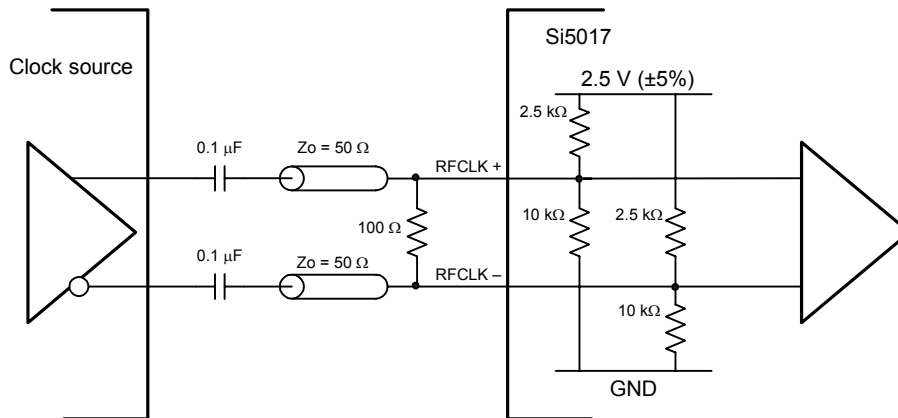 Si5017
Clock source
2.5 V (±5%)
2.5 kΩ
0.1 μF
Zo = 50 Ω
RFCLK +
10 kΩ
2.5 kΩ
100 Ω
0.1 μF
Zo = 50 Ω
RFCLK –
10 kΩ
GND